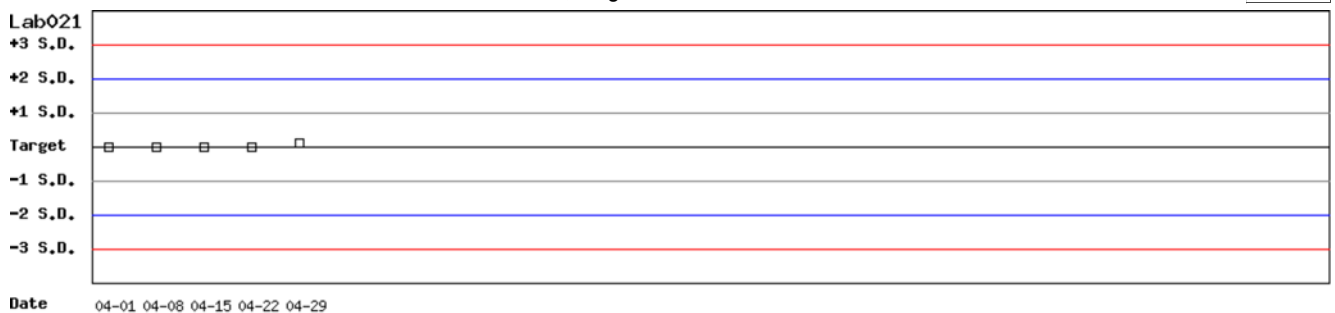 Lab021
+3 S.D.
+2 S.D.
+1 S.D.
Target
-1 S.D.
-2 S.D.
-3 S.D.
Date 04-01 04-08 04-15 04-22 04-29